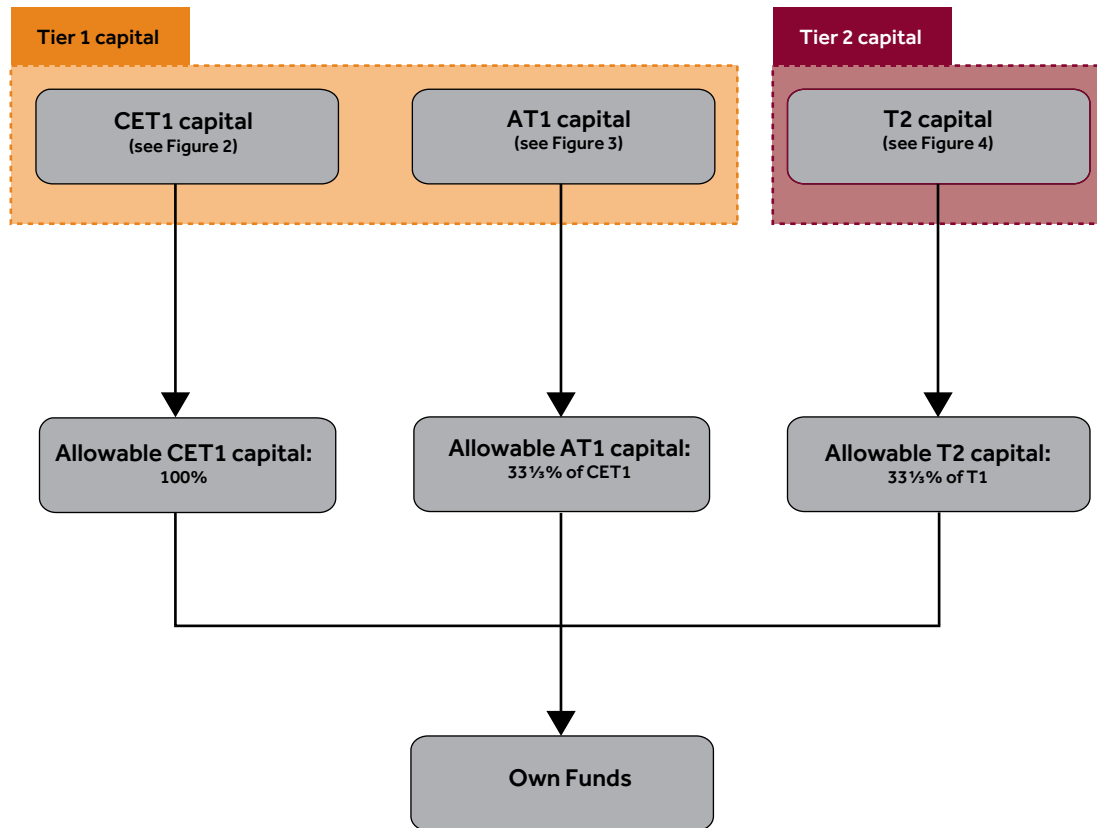 Tier 1 capital
Tier 2 capital
CET1 capital
(see Figure 2)
AT1 capital
(see Figure 3)
T2 capital
(see Figure 4)
Allowable CET1 capital:
100%
Allowable AT1 capital:
33⅓% of CET1
Allowable T2 capital:
33⅓% of T1
Own Funds